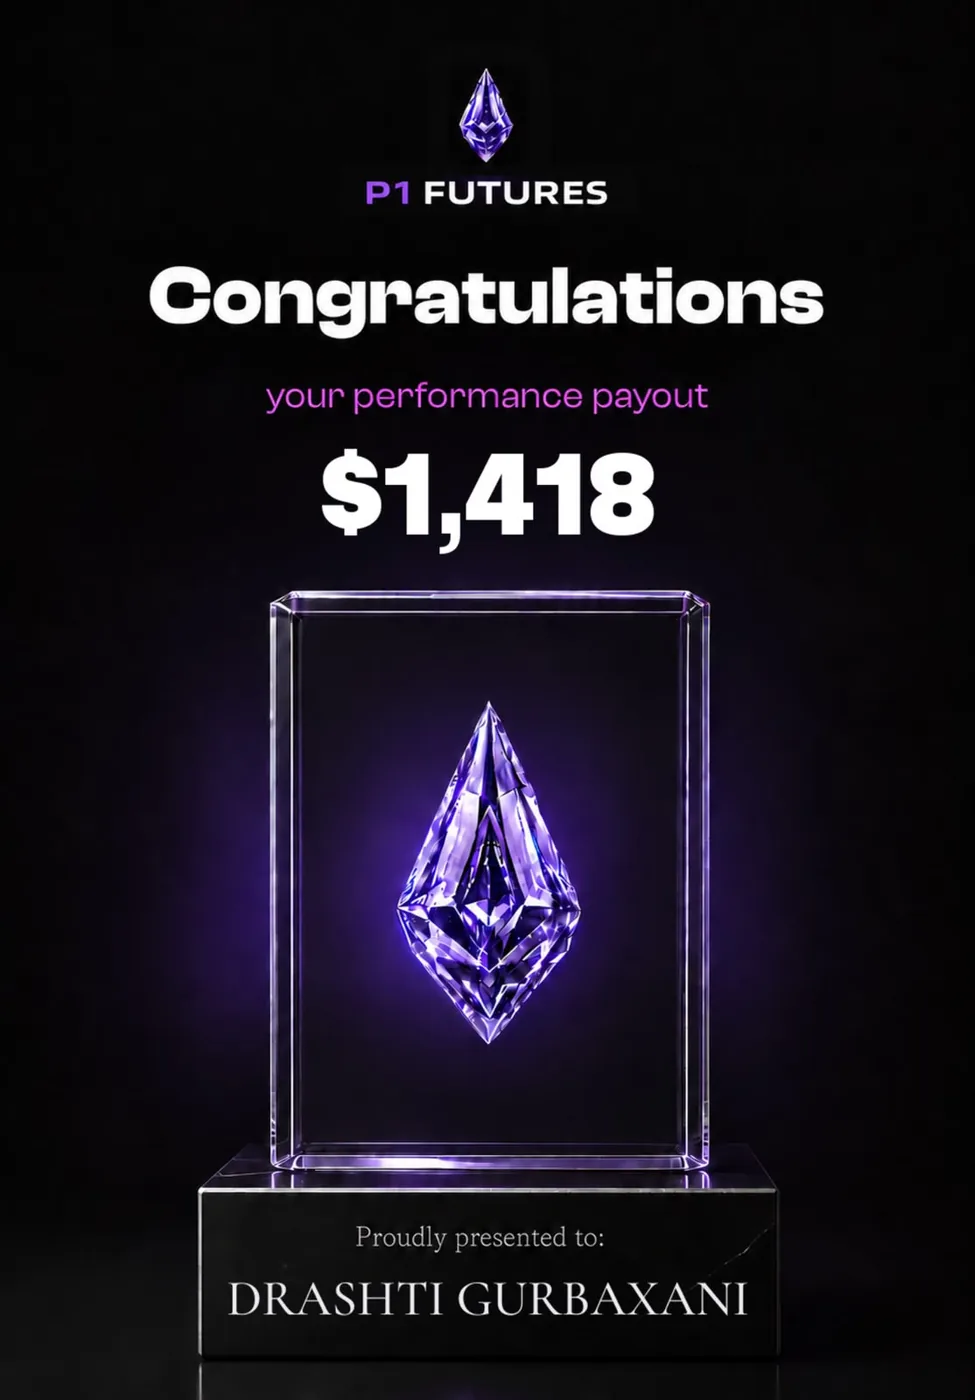 P1 FUTURES
Congratulations
your performance payout
$1,418
Proudly presented to:
DRASHTI GURBAXANI